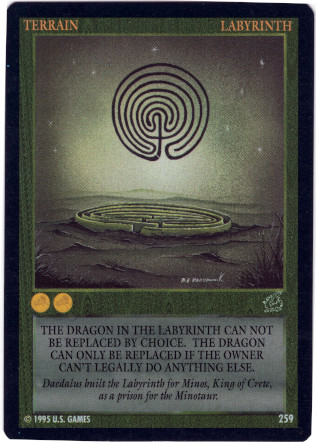 TERRAIN LABYRINTH
THE DRAGON IN THE LABYRINTH CAN NOT
BE REPLACED BY CHOICE. THE DRAGON
CAN ONLY BE REPLACED IF THE OWNER
CAN'T LEGALLY DO ANYTHING ELSE.
Daedalus built the Labyrinth for Minos, King of Crete,
as a prison for the Minotaur.
© 1995 U.S. GAMES 259